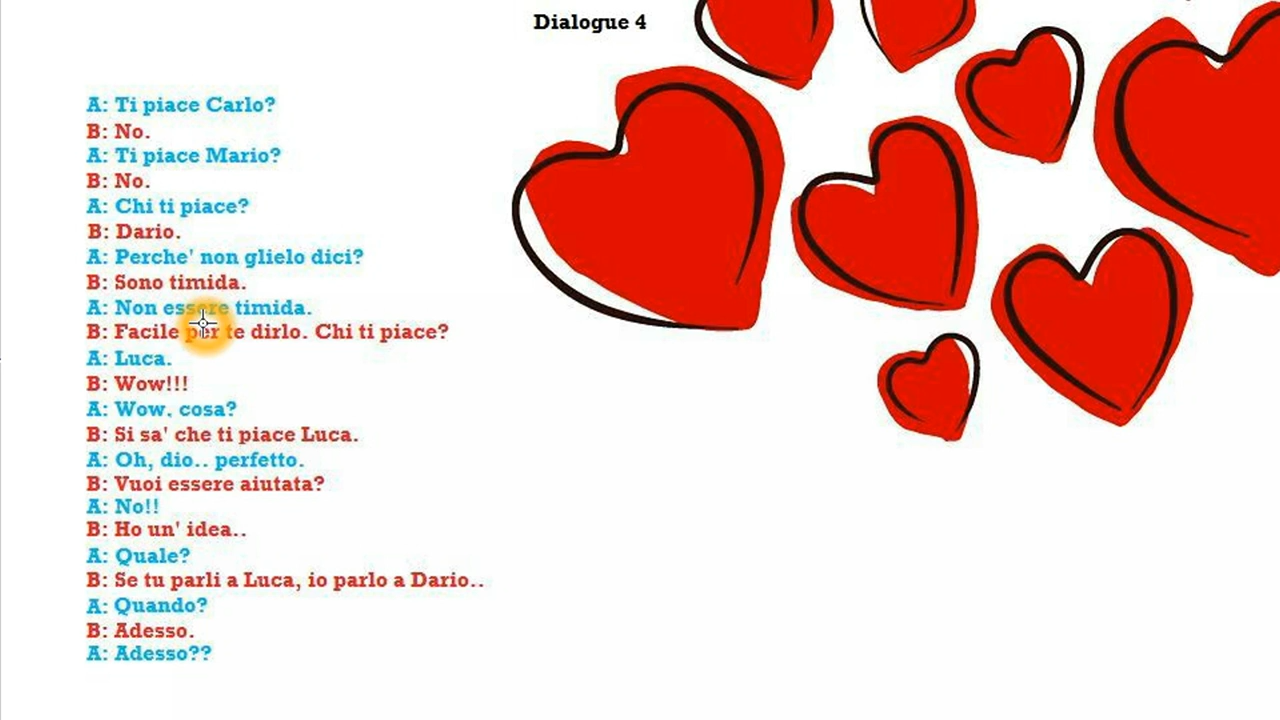 Dialogue 4
A: Ti piace Carlo?
B: No.
A: Ti piace Mario?
B: No.
A: Chi ti piace?
B: Dario.
A: Perche' non glielo dici?
B: Sono timida.
A: Non essere timida.
B: Facile per te dirlo. Chi ti piace?
A: Luca.
B: Wow!!!
A: Wow, cosa?
B: Si sa' che ti piace Luca.
A: Oh, dio.. perfetto.
B: Vuoi essere aiutata?
A: No!!
B: Ho un' idea..
A: Quale?
B: Se tu parli a Luca, io parlo a Dario..
A: Quando?
B: Adesso.
A: Adesso??